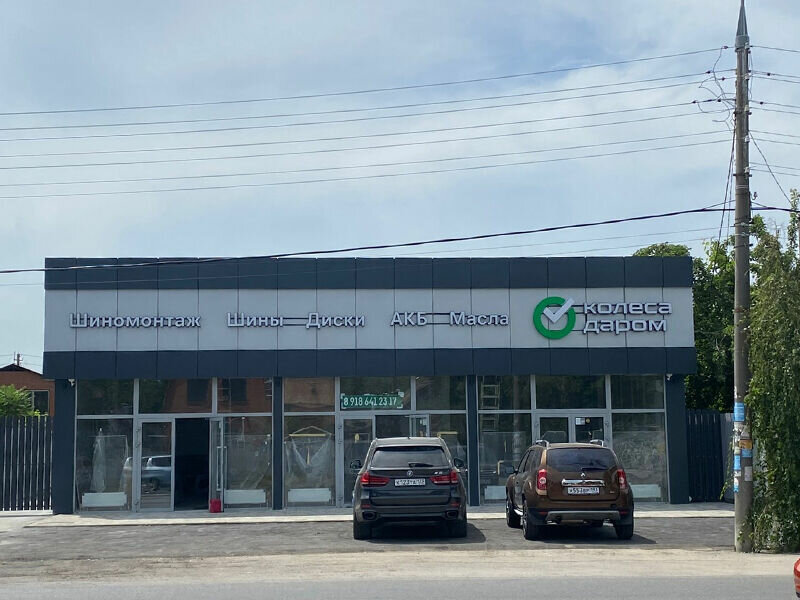 Шиномонтаж Шины Диски АКБ Масла
колеса
даром
8 918 641 23 17